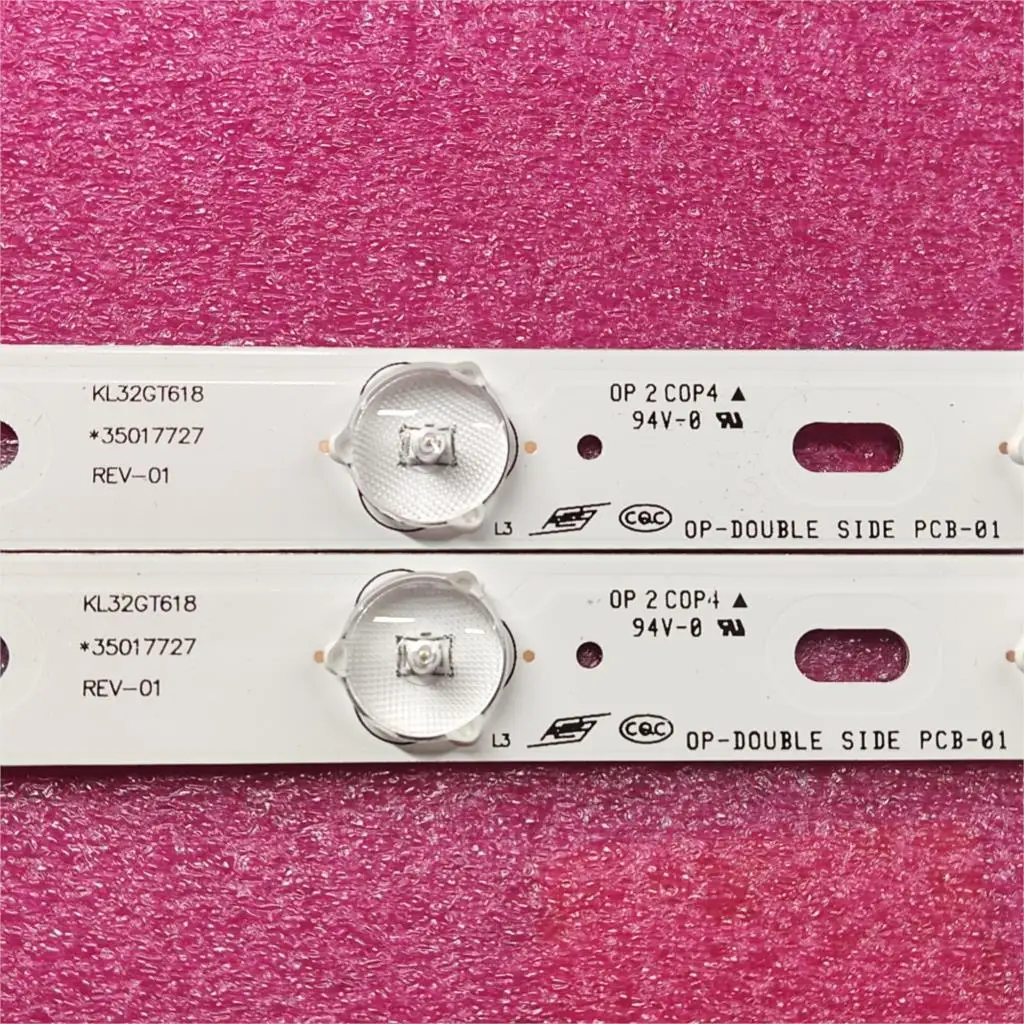 KL32GT618
*35017727
REV-01
L3
OP 2 COP4 ▲
94V-0
CQC
OP-DOUBLE SIDE PCB-01
KL32GT618
*35017727
REV-01
L3
OP 2 COP4 ▲
94V-0
CQC
OP-DOUBLE SIDE PCB-01